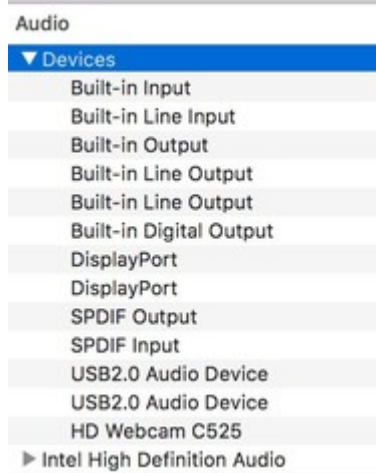 Audio
Devices
Built-in Input
Built-in Line Input
Built-in Output
Built-in Line Output
Built-in Line Output
Built-in Digital Output
DisplayPort
DisplayPort
SPDIF Output
SPDIF Input
USB2.0 Audio Device
USB2.0 Audio Device
HD Webcam C525
Intel High Definition Audio